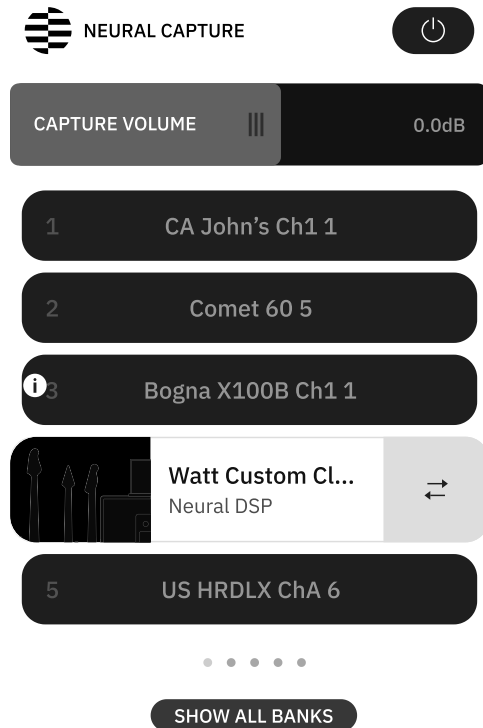 NEURAL CAPTURE
CAPTURE VOLUME 0.0dB
1 CA John’s Ch1 1
2 Comet 60 5
i 3 Bogna X100B Ch1 1
Watt Custom Cl...
Neural DSP
5 US HRDLX ChA 6
SHOW ALL BANKS